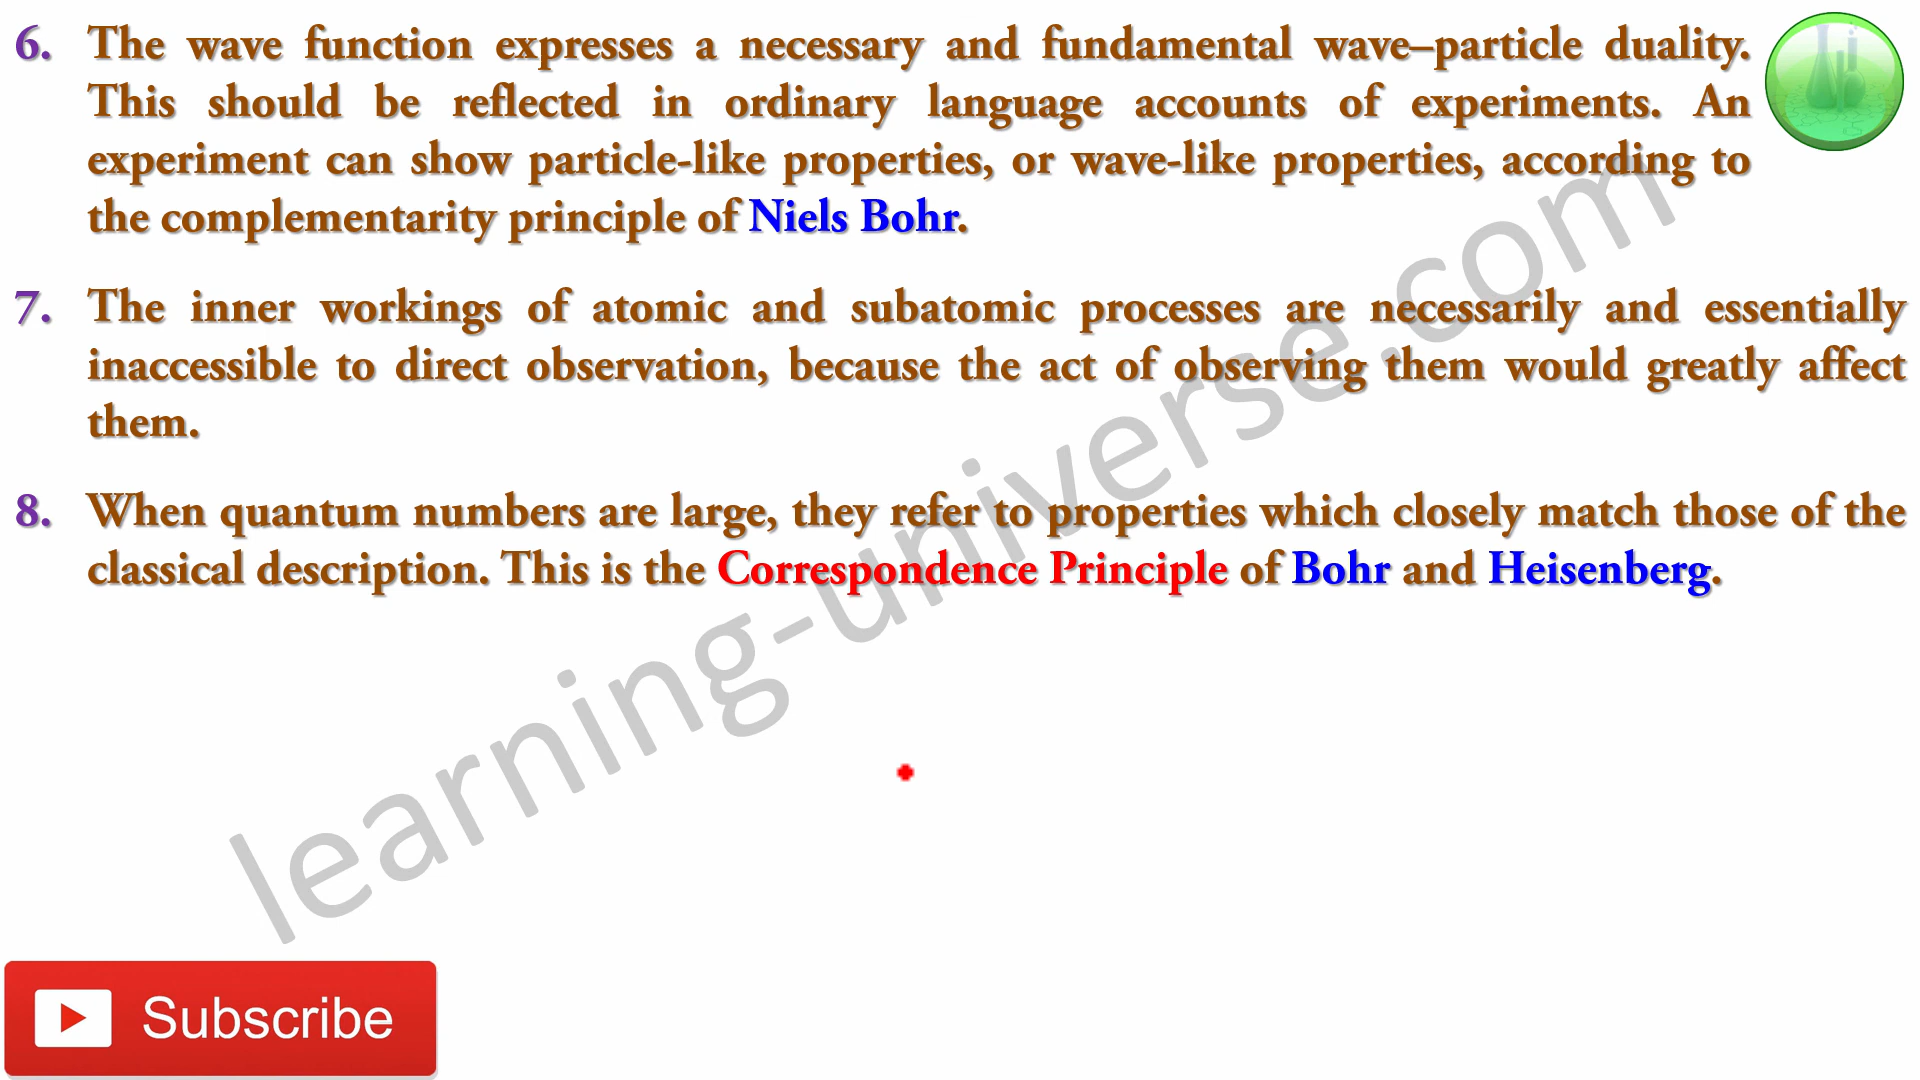 6. The wave function expresses a necessary and fundamental wave–particle duality.
This should be reflected in ordinary language accounts of experiments. An
experiment can show particle-like properties, or wave-like properties, according to
the complementarity principle of Niels Bohr.
7. The inner workings of atomic and subatomic processes are necessarily and essentially
inaccessible to direct observation, because the act of observing them would greatly affect
them.
8. When quantum numbers are large, they refer to properties which closely match those of the
classical description. This is the Correspondence Principle of Bohr and Heisenberg.
learning-universe.com
Subscribe